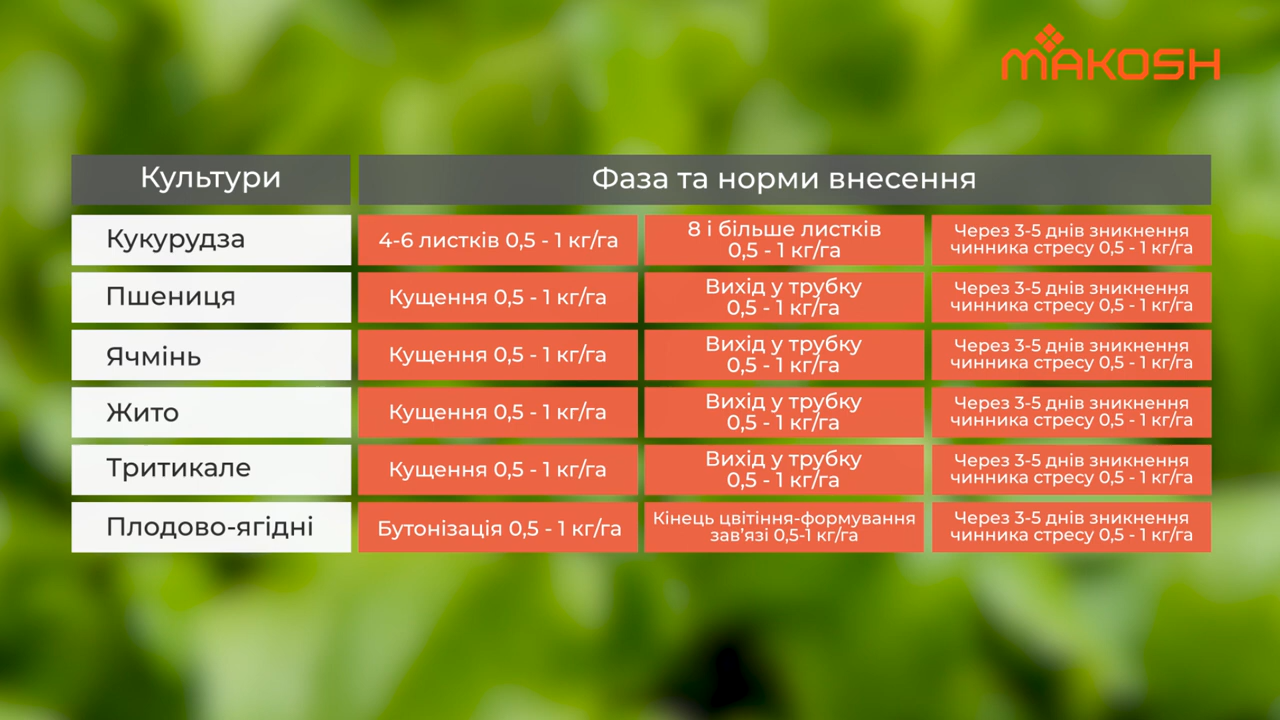 MAKOSH
Культури
Фаза та норми внесення
Кукурудза
4-6 листків 0,5 - 1 кг/га
8 і більше листків
0,5 - 1 кг/га
Через 3-5 днів зникнення
чинника стресу 0,5 - 1 кг/га
Пшениця
Кущення 0,5 - 1 кг/га
Вихід у трубку
0,5 - 1 кг/га
Через 3-5 днів зникнення
чинника стресу 0,5 - 1 кг/га
Ячмінь
Кущення 0,5 - 1 кг/га
Вихід у трубку
0,5 - 1 кг/га
Через 3-5 днів зникнення
чинника стресу 0,5 - 1 кг/га
Жито
Кущення 0,5 - 1 кг/га
Вихід у трубку
0,5 - 1 кг/га
Через 3-5 днів зникнення
чинника стресу 0,5 - 1 кг/га
Тритикале
Кущення 0,5 - 1 кг/га
Вихід у трубку
0,5 - 1 кг/га
Через 3-5 днів зникнення
чинника стресу 0,5 - 1 кг/га
Плодово-ягідні
Бутонізація 0,5 - 1 кг/га
Кінець цвітіння-формування
зав'язі 0,5-1 кг/га
Через 3-5 днів зникнення
чинника стресу 0,5 - 1 кг/га